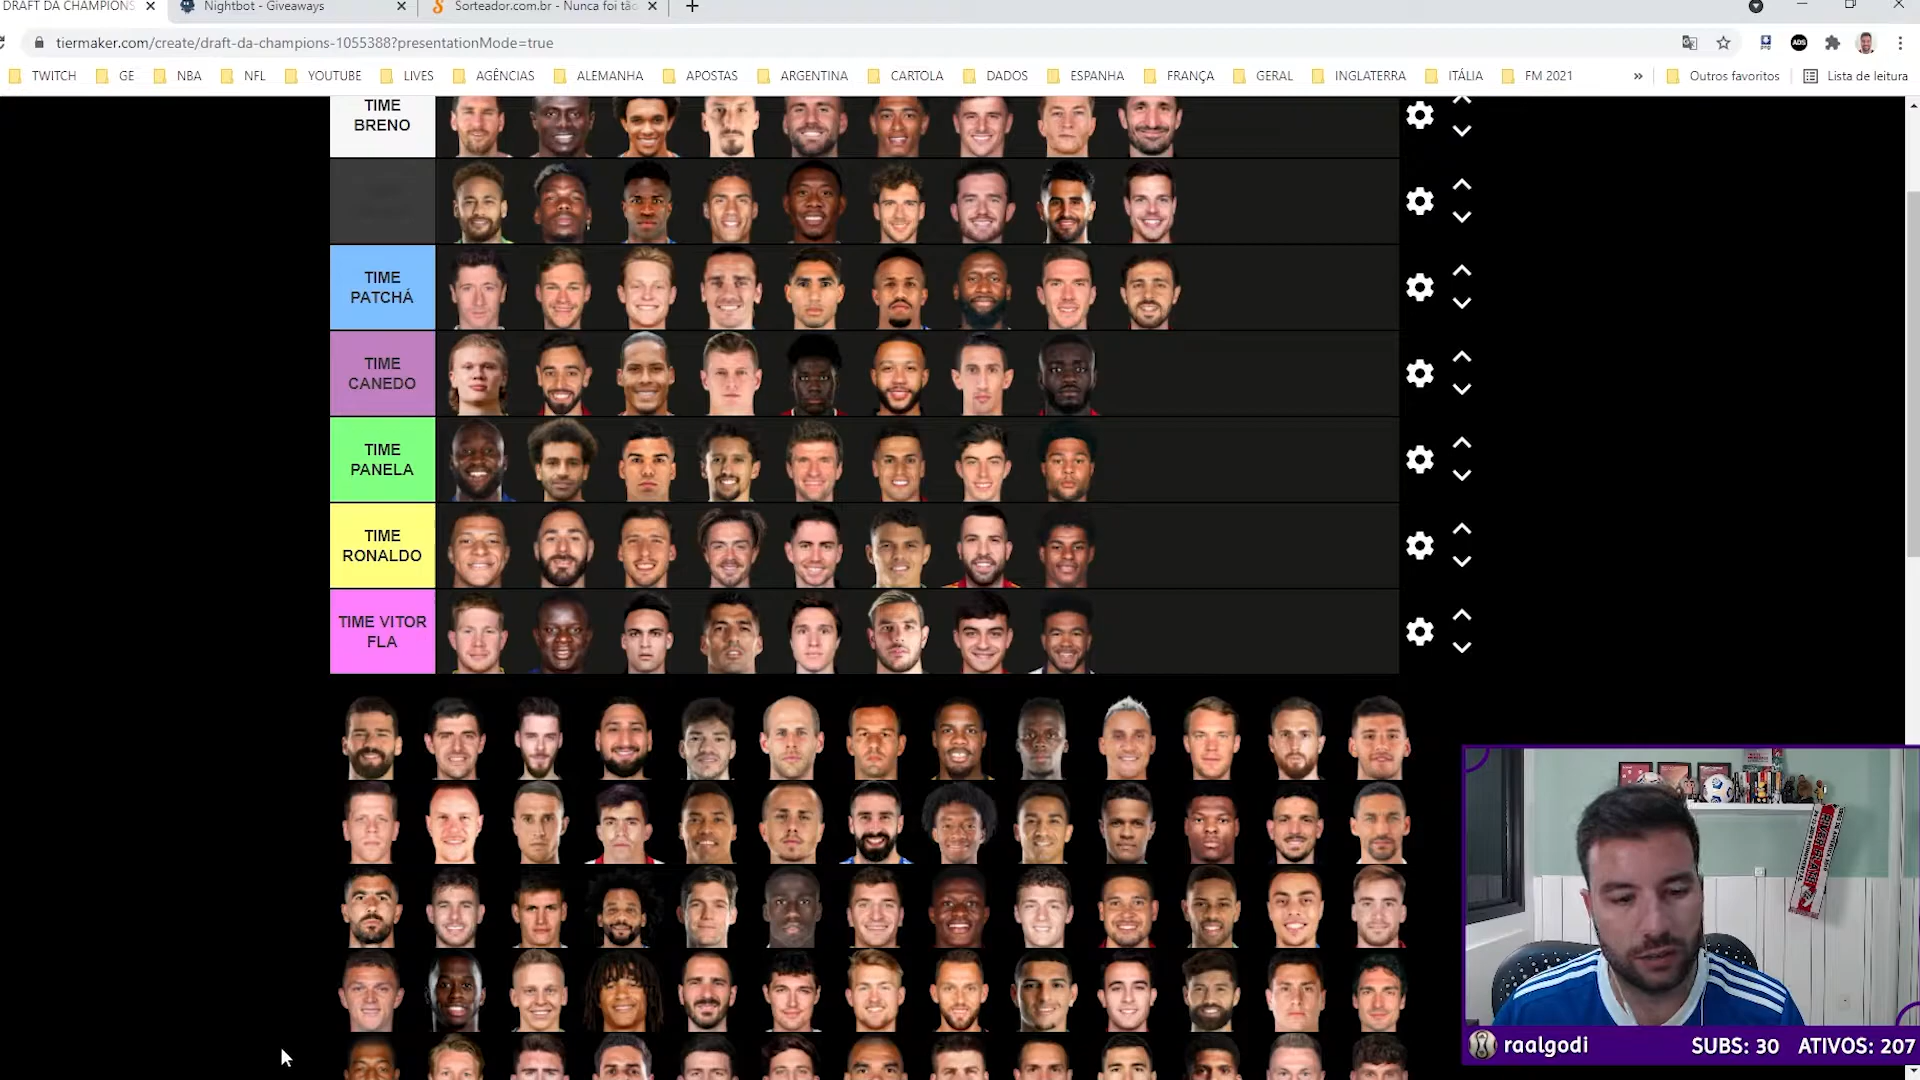 DRAFT DA CHAMPIONS
Nightbot - Giveaways
Sorteador.com.br - Nunca foi tão
tiermaker.com/create/draft-da-champions-1055388?presentationMode=true
TWITCH GE NBA NFL YOUTUBE LIVES AGÊNCIAS ALEMANHA APOSTAS ARGENTINA CARTOLA DADOS ESPANHA FRANÇA GERAL INGLATERRA ITÁLIA FM 2021 » Outros favoritos Lista de leitura
TIME
BRENO
TIME
PATCHÁ
TIME
CANEDO
TIME
PANELA
TIME
RONALDO
TIME VITOR
FLA
raalgodi SUBS: 30 ATIVOS: 207